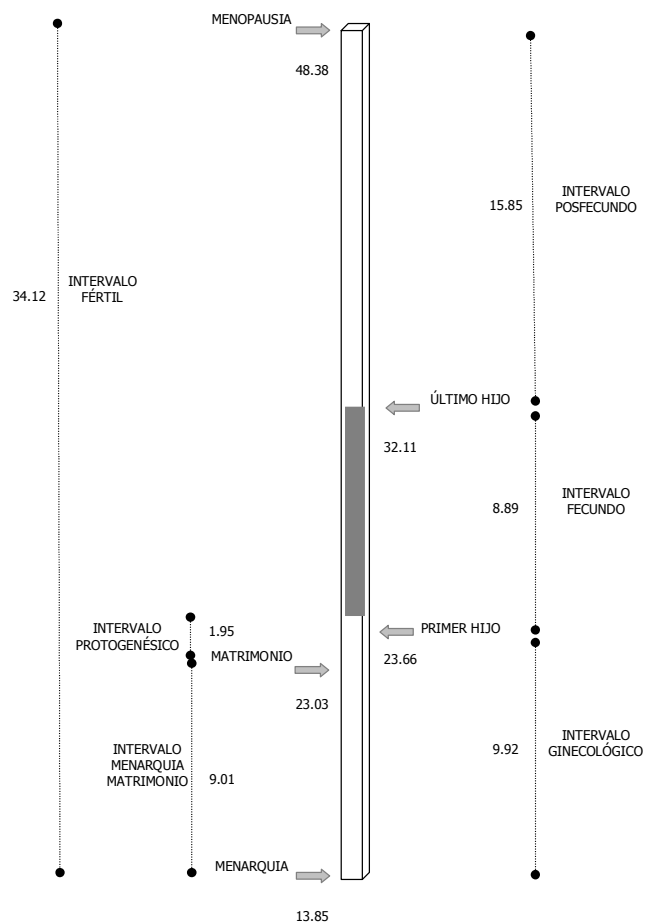 MENOPAUSIA
48.38
INTERVALO
POSFECUNDO
15.85
INTERVALO
FÉRTIL
34.12
ÚLTIMO HIJO
32.11
INTERVALO
FECUNDO
8.89
INTERVALO
PROTOGENÉSICO
1.95
PRIMER HIJO
23.66
MATRIMONIO
23.03
INTERVALO
MENARQUIA
MATRIMONIO
9.01
INTERVALO
GINECOLÓGICO
9.92
MENARQUIA
13.85